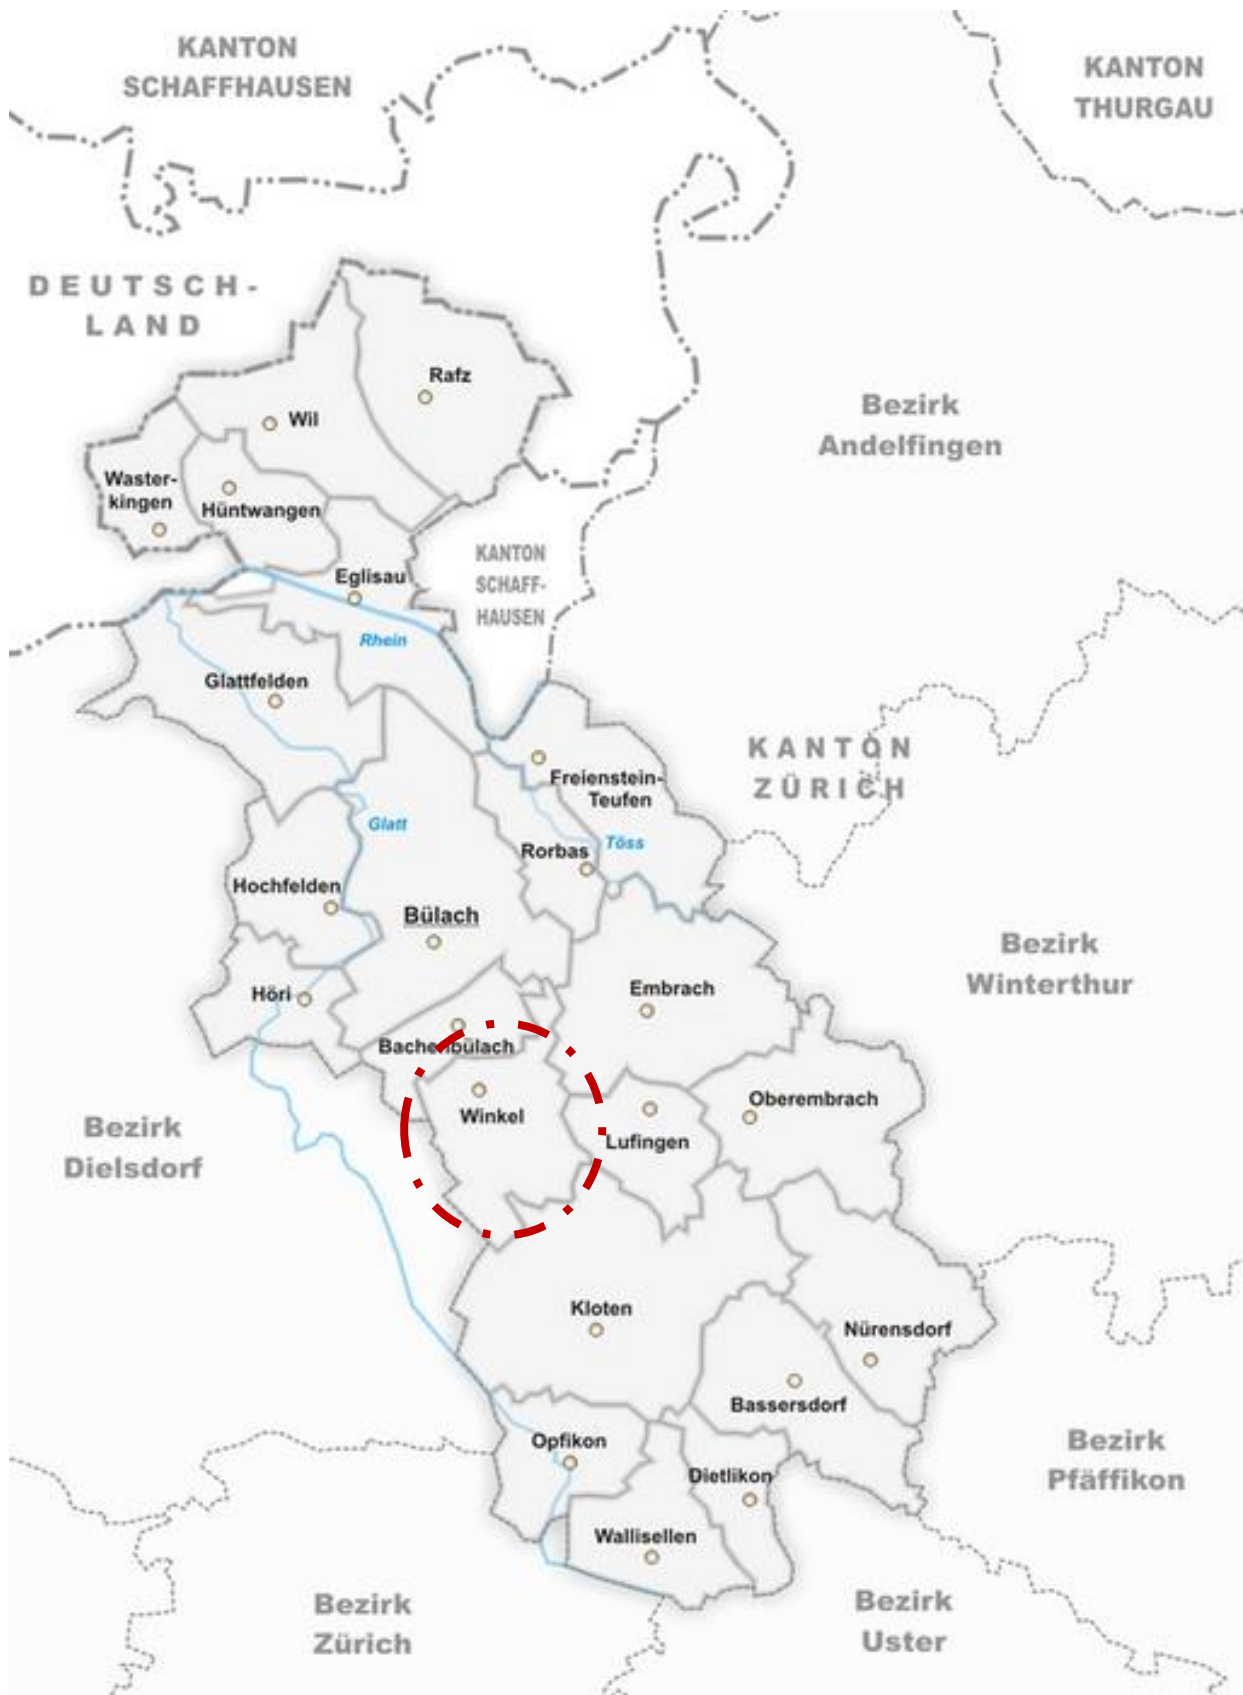 KANTON
SCHAFFHAUSEN
KANTON
THURGAU
DEUTSCH-
LAND
Rafz
Wil
Bezirk
Andelfingen
Waster-
kingen
Hüntwangen
KANTON
SCHAFF-
HAUSEN
Eglisau
Rhein
Glattfelden
KANTON
ZÜRICH
Freienstein-
Teufen
Glatt
Töss
Rorbas
Hochfelden
Bülach
Bezirk
Winterthur
Embrach
Höri
Bachenbülach
Winkel
Oberembrach
Lufingen
Bezirk
Dielsdorf
Kloten
Nürensdorf
Bassersdorf
Opfikon
Dietlikon
Bezirk
Pfäffikon
Wallisellen
Bezirk
Zürich
Bezirk
Uster